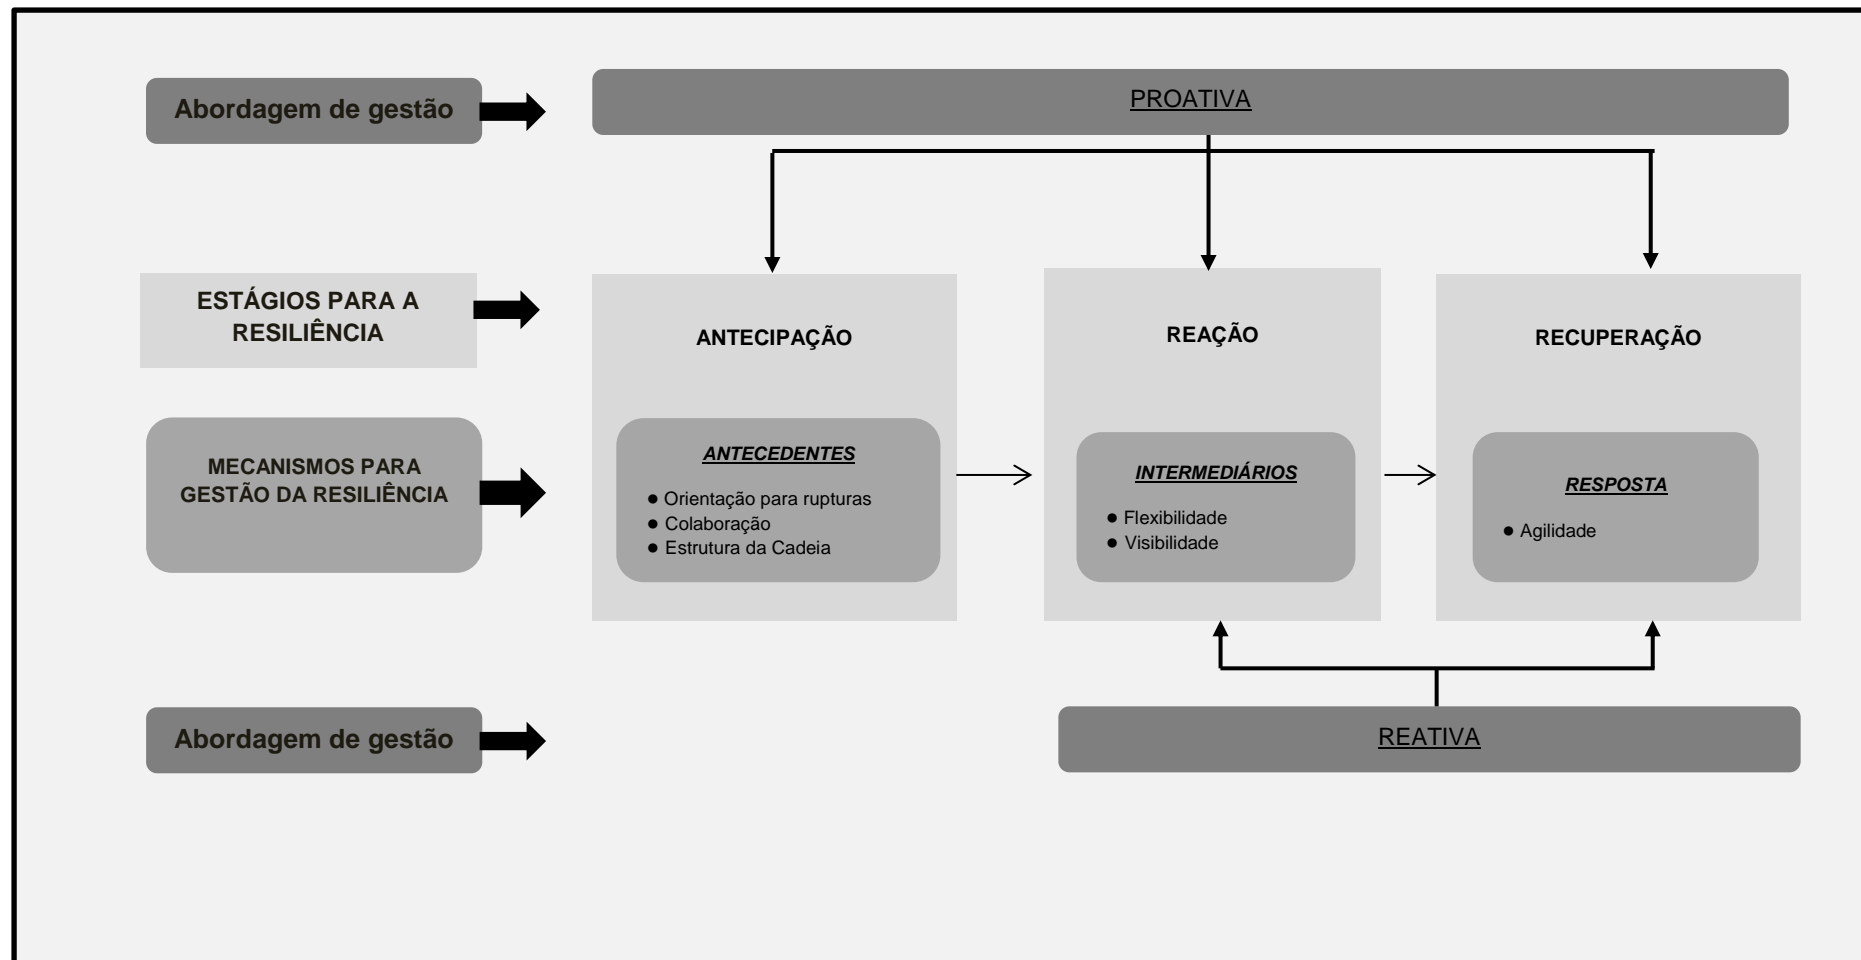 Abordagem de gestão
PROATIVA
ESTÁGIOS PARA A
RESILIÊNCIA
ANTECIPAÇÃO
REAÇÃO
RECUPERAÇÃO
MECANISMOS PARA
GESTÃO DA RESILIÊNCIA
ANTECEDENTES
● Orientação para rupturas
● Colaboração
● Estrutura da Cadeia
INTERMEDIÁRIOS
● Flexibilidade
● Visibilidade
RESPOSTA
● Agilidade
Abordagem de gestão
REATIVA